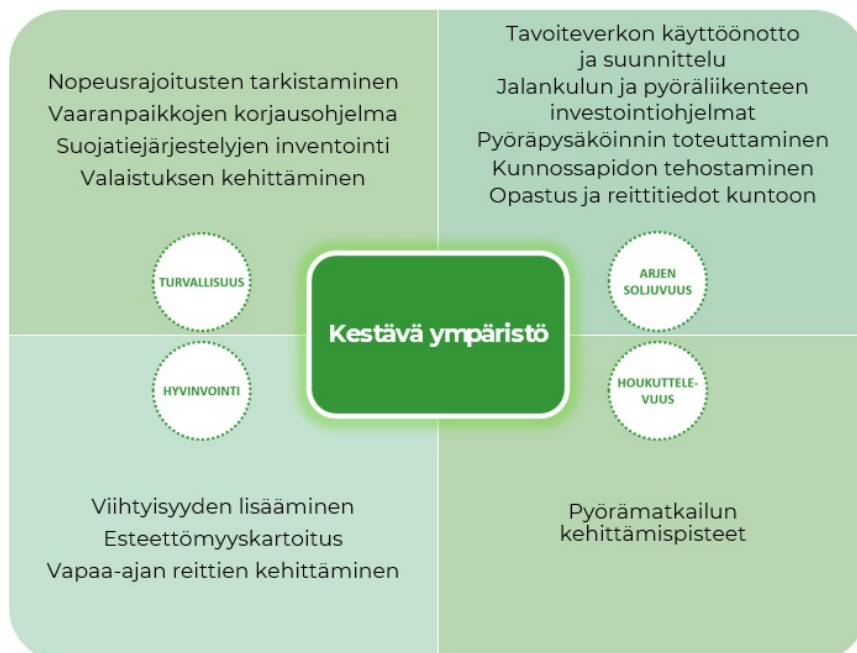 Nopeusrajoitusten tarkistaminen
Vaaranpaikkojen korjausohjelma
Suojatiejärjestelyjen inventointi
Valaistuksen kehittäminen
TURVALLISUUS
Tavoiteverkon käyttöönotto
ja suunnittelu
Jalankulun ja pyöräliikenteen
investointiohjelmat
Pyöräpysäköinnin toteuttaminen
Kunnossapidon tehostaminen
Opastus ja reittitiedot kuntoon
ARJEN
SOLJUVUUS
Kestävä ympäristö
HYVINVOINTI
Viihtyisyyden lisääminen
Esteettömyyskartoitus
Vapaa-ajan reittien kehittäminen
HOUKUTTELE-
VUUS
Pyörämatkailun
kehittämispisteet